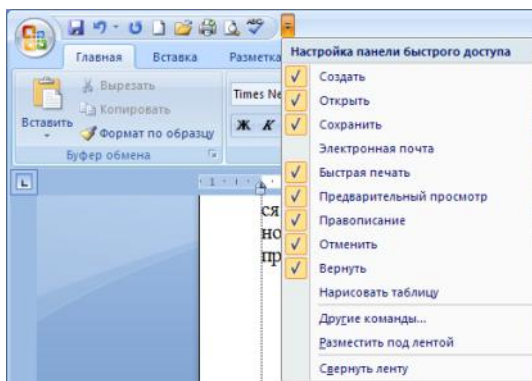 Главная Вставка Разметка
Настройка панели быстрого доступа
Вставить
Вырезать
Копировать
Формат по образцу
Буфер обмена
Times Ne
Ж К
Создать
Открыть
Сохранить
Электронная почта
Быстрая печать
Предварительный просмотр
Правописание
Отменить
Вернуть
Нарисовать таблицу
Другие команды...
Разместить под лентой
Свернуть ленту
1
ся
но
пр